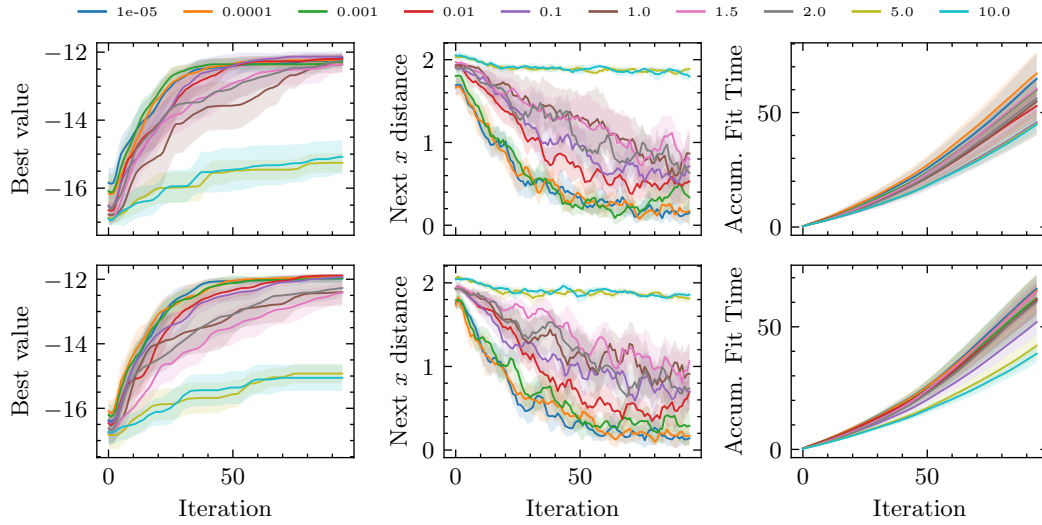 1e-05 0.0001 0.001 0.01 0.1 1.0 1.5 2.0 5.0 10.0
Best value
−12
−14
−16
Next x distance
2
1
0
0 50
Accum. Fit Time
50
0
Best value
−12
−14
−16
0 50
Iteration
Next x distance
2
1
0
0 50
Iteration
Accum. Fit Time
50
0
50
Iteration